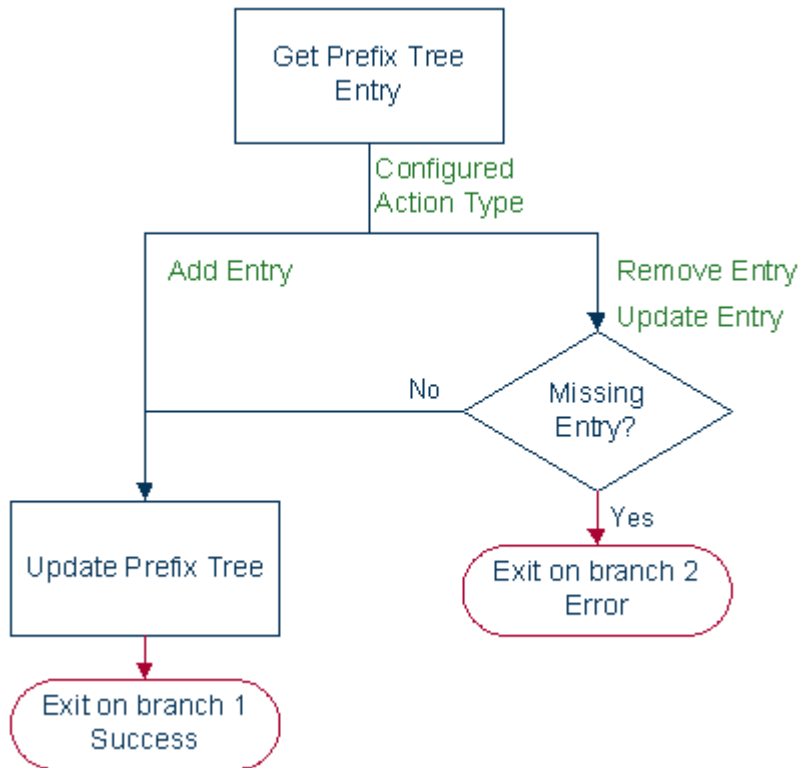 Get Prefix Tree
Entry
Configured
Action Type
Add Entry
Remove Entry
Update Entry
No
Missing
Entry?
Yes
Update Prefix Tree
Exit on branch 2
Error
Exit on branch 1
Success